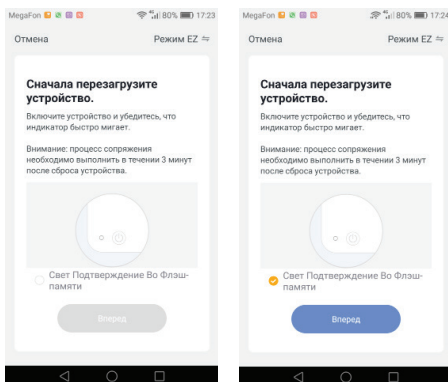 MegaFon 80% 17:23
Отмена Режим EZ
Сначала перезагрузите
устройство.
Включите устройство и убедитесь, что
индикатор быстро мигает.
Внимание: процесс сопряжения
необходимо выполнить в течении 3 минут
после сброса устройства.
Свет Подтверждение Во Флэш-
памяти
Вперед
MegaFon 80% 17:24
Отмена Режим EZ
Сначала перезагрузите
устройство.
Включите устройство и убедитесь, что
индикатор быстро мигает.
Внимание: процесс сопряжения
необходимо выполнить в течении 3 минут
после сброса устройства.
Свет Подтверждение Во Флэш-
памяти
Вперед